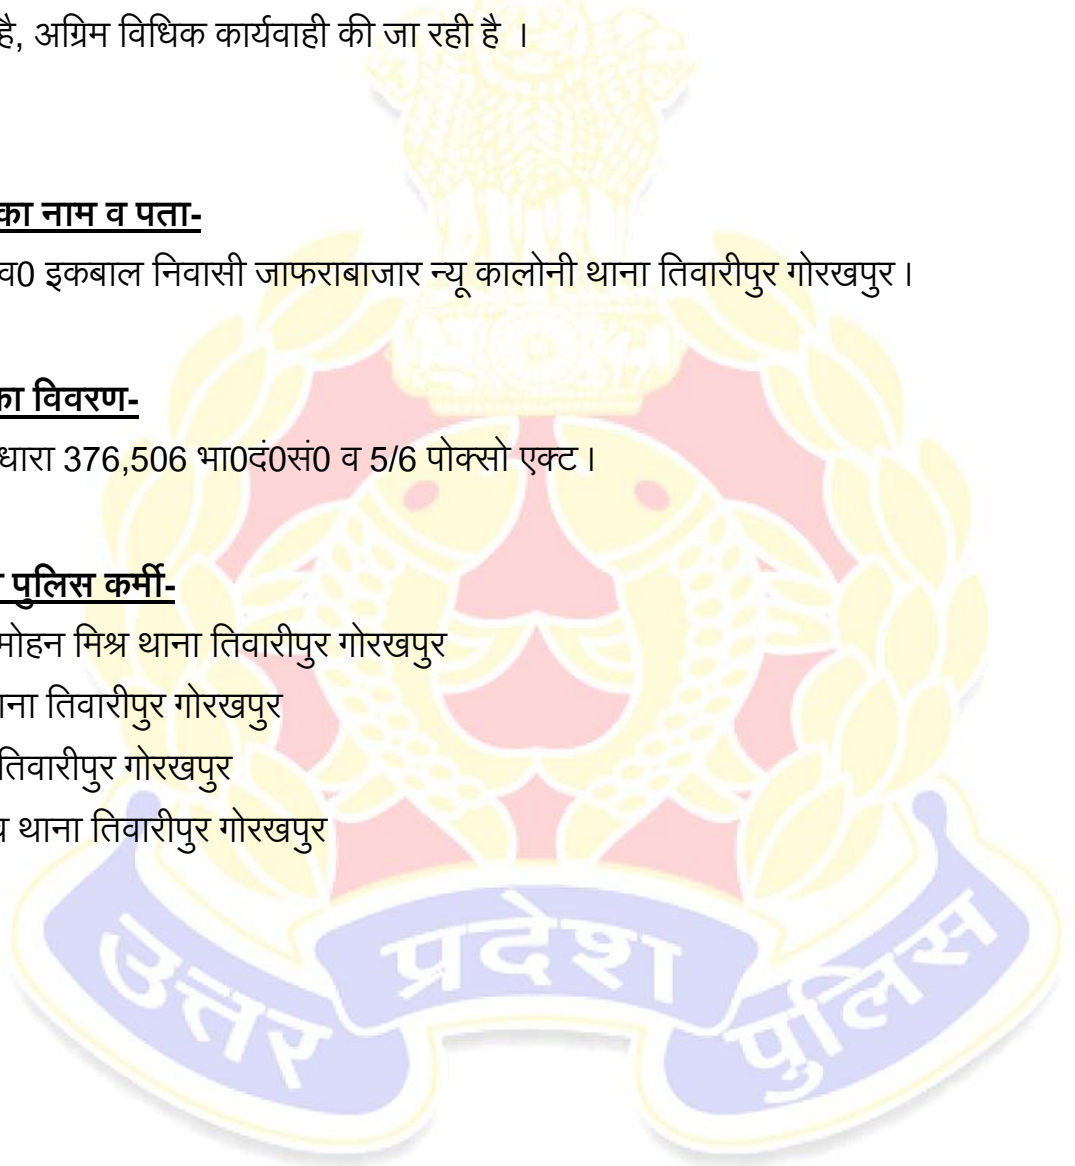 है, अग्रिम विधिक कार्यवाही की जा रही है ।
का नाम व पता-
व0 इकबाल निवासी जाफराबाजार न्यू कालोनी थाना तिवारीपुर गोरखपुर ।
का विवरण-
धारा 376,506 भा0दं0सं0 व 5/6 पोक्सो एक्ट ।
पुलिस कर्मी-
मोहन मिश्र थाना तिवारीपुर गोरखपुर
तिवारीपुर गोरखपुर
तिवारीपुर गोरखपुर
थाना तिवारीपुर गोरखपुर
उत्तर प्रदेश पुलिस